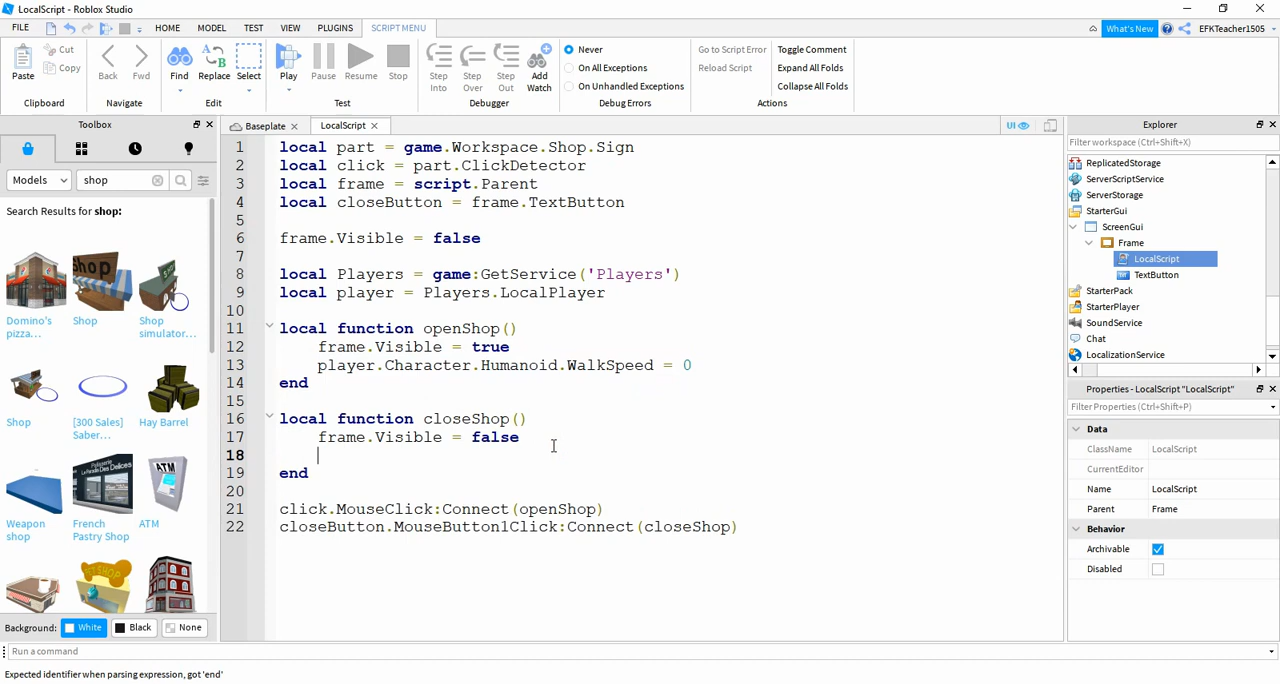 LocalScript - Roblox Studio
FILE HOME MODEL TEST VIEW PLUGINS SCRIPT MENU What's New EFKTeacher1505
Paste Cut Copy Back Fwd Find Replace Select Play Pause Resume Stop Step Into Step Over Step Out Add Watch
Never
On All Exceptions
On Unhandled Exceptions
Go to Script Error
Reload Script
Toggle Comment
Expand All Folds
Collapse All Folds
Clipboard Navigate Edit Test Debugger Debug Errors Actions
Toolbox
Models shop
Search Results for shop:
Domino's pizza...
Shop
Shop simulator...
Shop
[300 Sales] Saber...
Hay Barrel
Weapon shop
French Pastry Shop
ATM
LA PARADA DES DELICES
PET SHOP
Background: White Black None
Baseplate LocalScript UI
1 local part = game.Workspace.Shop.Sign
2 local click = part.ClickDetector
3 local frame = script.Parent
4 local closeButton = frame.TextButton
5
6 frame.Visible = false
7
8 local Players = game:GetService('Players')
9 local player = Players.LocalPlayer
10
11 local function openShop()
12 frame.Visible = true
13 player.Character.Humanoid.WalkSpeed = 0
14 end
15
16 local function closeShop()
17 frame.Visible = false
18
19 end
20
21 click.MouseClick:Connect(openShop)
22 closeButton.MouseButton1Click:Connect(closeShop)
Explorer
Filter workspace (Ctrl+Shift+X)
ReplicatedStorage
ServerScriptService
ServerStorage
StarterGui
ScreenGui
Frame
LocalScript
TextButton
StarterPack
StarterPlayer
SoundService
Chat
LocalizationService
Properties - LocalScript "LocalScript"
Filter Properties (Ctrl+Shift+P)
Data
ClassName LocalScript
CurrentEditor
Name LocalScript
Parent Frame
Behavior
Archivable
Disabled
Run a command
Expected identifier when parsing expression, got 'end'